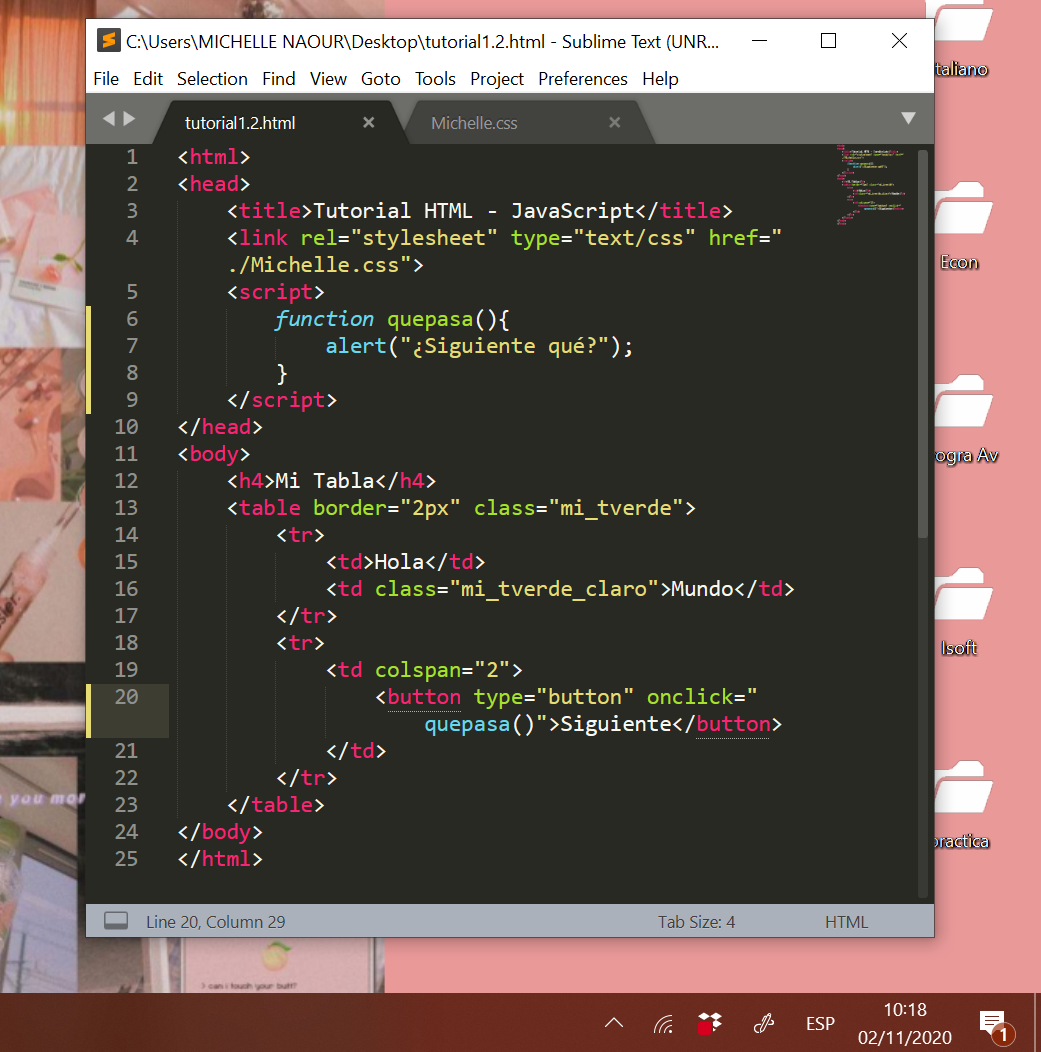 C:\Users\MICHELLE NAOUR\Desktop\tutorial1.2.html - Sublime Text (UNR...
File Edit Selection Find View Goto Tools Project Preferences Help
tutorial1.2.html × Michelle.css ×
1 <html>
2 <head>
3 <title>Tutorial HTML - JavaScript</title>
4 <link rel="stylesheet" type="text/css" href="
./Michelle.css">
5 <script>
6 function quepasa(){
7 alert("¿Siguiente qué?");
8 }
9 </script>
10 </head>
11 <body>
12 <h4>Mi Tabla</h4>
13 <table border="2px" class="mi_tverde">
14 <tr>
15 <td>Hola</td>
16 <td class="mi_tverde_claro">Mundo</td>
17 </tr>
18 <tr>
19 <td colspan="2">
20 <button type="button" onclick="
quepasa()">Siguiente</button>
21 </td>
22 </tr>
23 </table>
24 </body>
25 </html>
Line 20, Column 29 Tab Size: 4 HTML
Econ
Av
Isoft
you
can i touch your butt?
ESP
10:18
02/11/2020
1